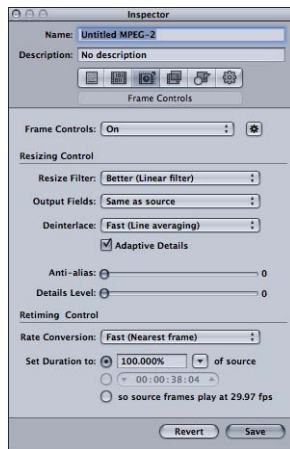 Inspector
Name: Untitled MPEG-2
Description: No description
Frame Controls
Frame Controls: On
Resizing Control
Resize Filter: Better (Linear filter)
Output Fields: Same as source
Deinterlace: Fast (Line averaging)
Adaptive Details
Anti-alias: 0
Details Level: 0
Retiming Control
Rate Conversion: Fast (Nearest frame)
Set Duration to: 100.000% of source
00:00:38:04
so source frames play at 29.97 fps
Revert Save